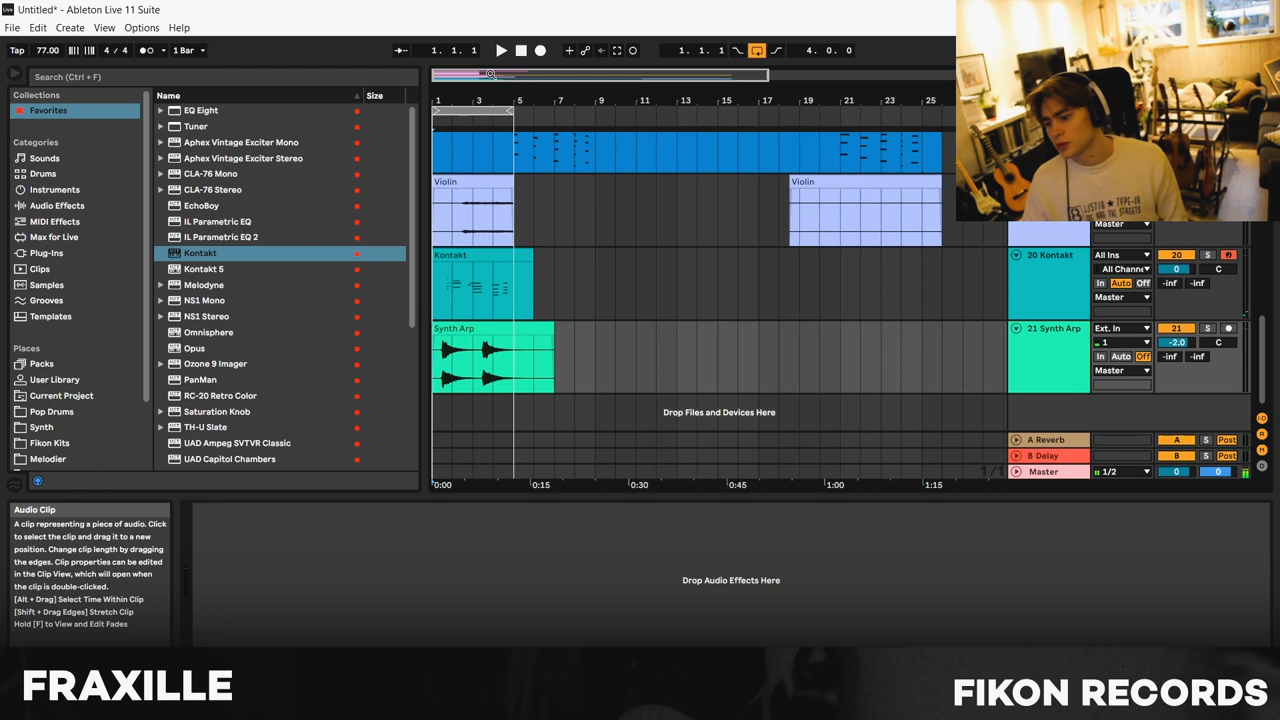 Live Untitled* - Ableton Live 11 Suite
File Edit Create View Options Help
Tap 77.00 4 / 4 1 Bar 1. 1. 1 1. 1. 1 4. 0. 0
Search (Ctrl + F)
Collections
Favorites
Categories
Sounds
Drums
Instruments
Audio Effects
MIDI Effects
Max for Live
Plug-Ins
Clips
Samples
Grooves
Templates
Places
Packs
User Library
Current Project
Pop Drums
Synth
Fikon Kits
Melodier
Name Size
EQ Eight
Tuner
Aphex Vintage Exciter Mono
Aphex Vintage Exciter Stereo
CLA-76 Mono
CLA-76 Stereo
EchoBoy
IL Parametric EQ
IL Parametric EQ 2
Kontakt
Kontakt 5
Melodyne
NS1 Mono
NS1 Stereo
Omnisphere
Opus
Ozone 9 Imager
PanMan
RC-20 Retro Color
Saturation Knob
TH-U Slate
UAD Ampeg SVTVR Classic
UAD Capitol Chambers
1 3 5 7 9 11 13 15 17 19 21 23 25
Violin Violin
Master
Kontakt
20 Kontakt All Ins 20 S
All Channe 0 C
In Auto Off -inf -inf
Master
Synth Arp
21 Synth Arp Ext. In 21 S
1 -2.0 C
In Auto Off -inf -inf
Master
Drop Files and Devices Here
A Reverb A S Post
B Delay B S Post
1/1
Master 1/2 0 0
0:00 0:15 0:30 0:45 1:00 1:15
Audio Clip
A clip representing a piece of audio. Click
to select the clip and drag it to a new
position. Change clip length by dragging
the edges. Clip properties can be edited
in the Clip View, which will open when
the clip is double-clicked.
[Alt + Drag] Select Time Within Clip
[Shift + Drag Edges] Stretch Clip
Hold [F] to View and Edit Fades
Drop Audio Effects Here
FRAXILLE
FIKON RECORDS